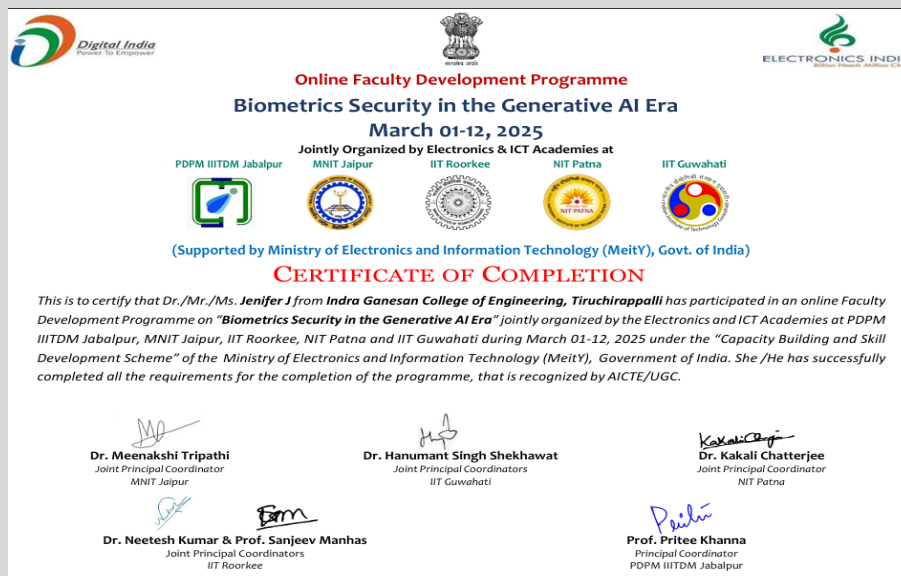 Digital India
Power To Empower
सत्यमेव जयते
ELECTRONICS INDI
Billion Needs Million Ch
Online Faculty Development Programme
Biometrics Security in the Generative AI Era
March 01-12, 2025
Jointly Organized by Electronics & ICT Academies at
PDPM IIITDM Jabalpur
MNIT Jaipur
IIT Roorkee
NIT Patna
IIT Guwahati
NIT-PATNA
(Supported by Ministry of Electronics and Information Technology (MeitY), Govt. of India)
CERTIFICATE OF COMPLETION
This is to certify that Dr./Mr./Ms. Jenifer J from Indra Ganesan College of Engineering, Tiruchirappalli has participated in an online Faculty
Development Programme on “Biometrics Security in the Generative AI Era” jointly organized by the Electronics and ICT Academies at PDPM
IIITDM Jabalpur, MNIT Jaipur, IIT Roorkee, NIT Patna and IIT Guwahati during March 01-12, 2025 under the “Capacity Building and Skill
Development Scheme” of the Ministry of Electronics and Information Technology (MeitY), Government of India. She /He has successfully
completed all the requirements for the completion of the programme, that is recognized by AICTE/UGC.
Dr. Meenakshi Tripathi
Joint Principal Coordinator
MNIT Jaipur
Dr. Hanumant Singh Shekhawat
Joint Principal Coordinators
IIT Guwahati
Dr. Kakali Chatterjee
Joint Principal Coordinator
NIT Patna
Dr. Neetesh Kumar & Prof. Sanjeev Manhas
Joint Principal Coordinators
IIT Roorkee
Prof. Pritee Khanna
Principal Coordinator
PDPM IIITDM Jabalpur